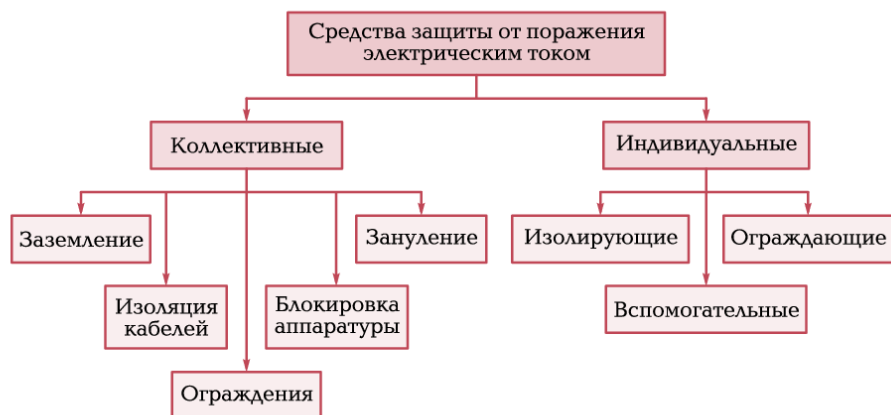 Средства защиты от поражения
электрическим током
Коллективные
Индивидуальные
Заземление
Зануление
Изолирующие
Ограждающие
Изоляция
кабелей
Блокировка
аппаратуры
Вспомогательные
Ограждения